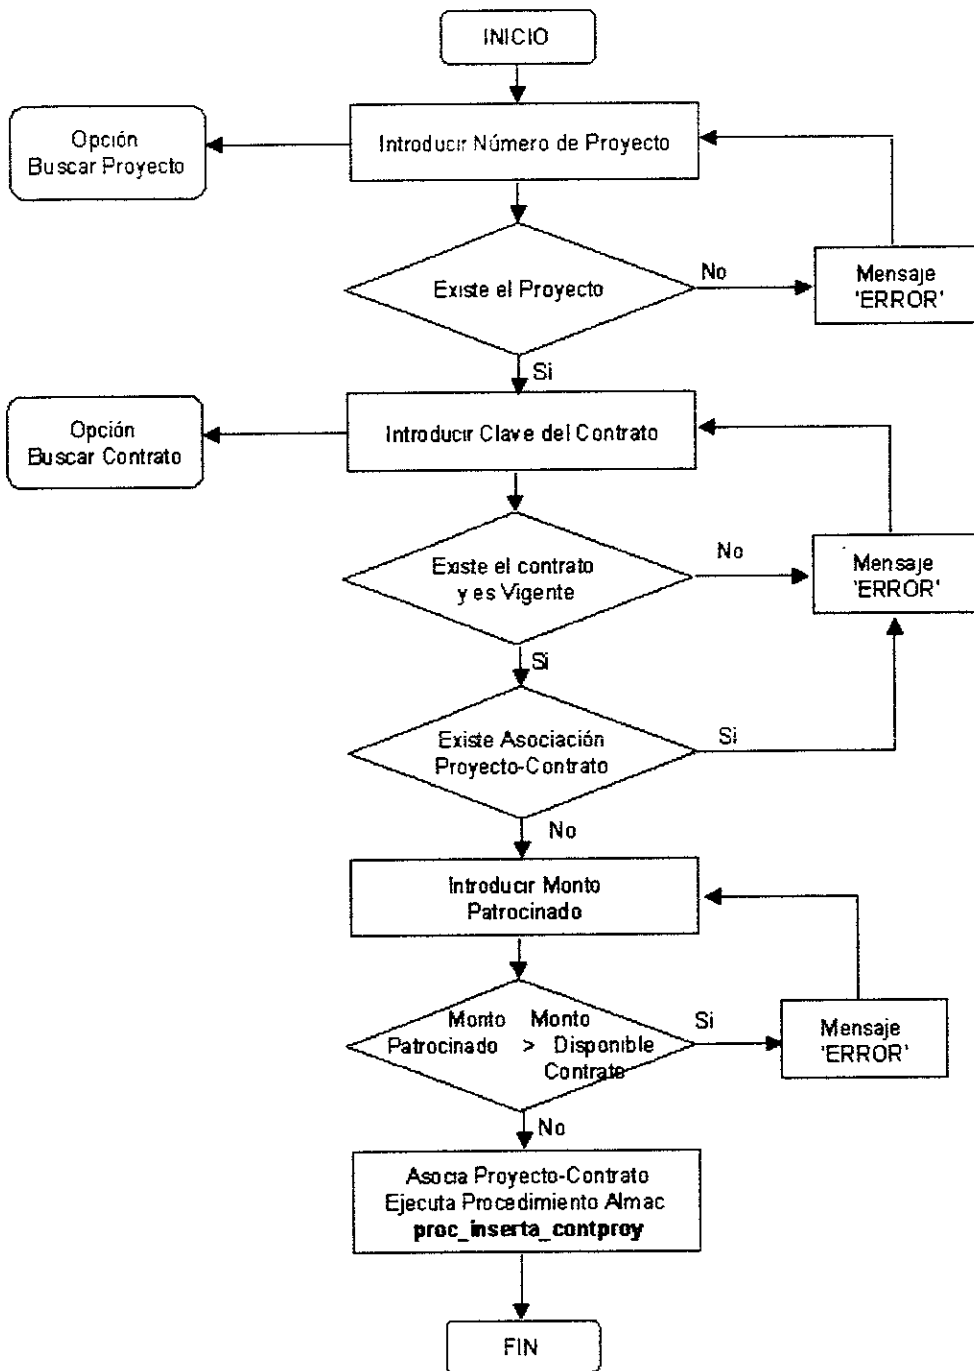 INICIO
Opción
Buscar Proyecto
Introducir Número de Proyecto
Existe el Proyecto
No
Mensaje
'ERROR'
Si
Opción
Buscar Contrato
Introducir Clave del Contrato
Existe el contrato
y es Vigente
No
Mensaje
'ERROR'
Si
Existe Asociación
Proyecto-Contrato
Si
No
Introducir Monto
Patrocinado
Monto Monto
Patrocinado > Disponible
Contrate
Si
Mensaje
'ERROR'
No
Asocia Proyecto-Contrato
Ejecuta Procedimiento Almac
proc_inserta_contproy
FIN